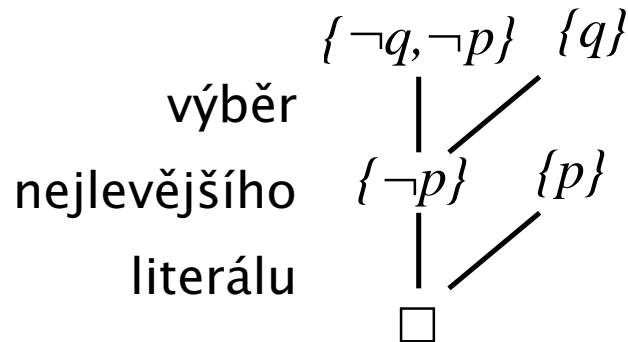 {¬q,¬p} {q}
výběr
nejlevějšího {¬p} {p}
literálu
□